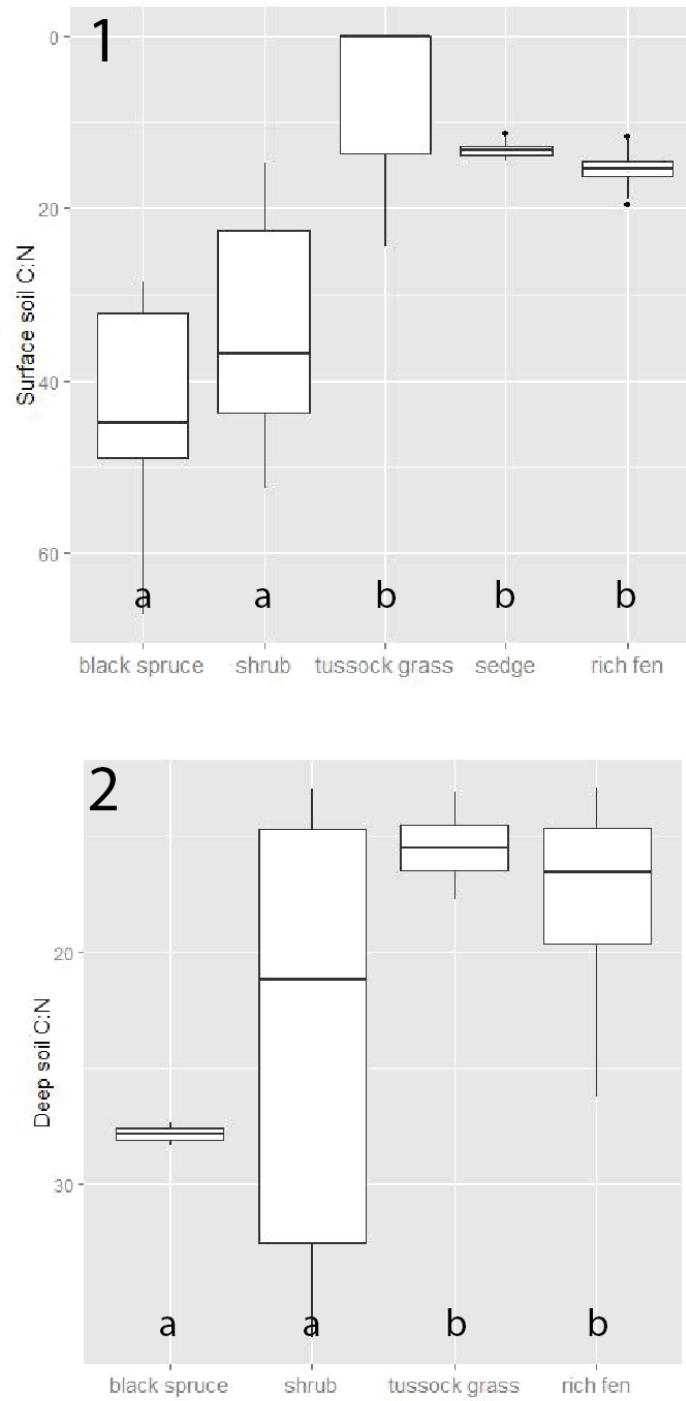 1
Surface soil C:N
0
20
40
60
a a b b b
black spruce shrub tussock grass sedge rich fen
2
Deep soil C:N
20
30
a a b b
black spruce shrub tussock grass rich fen